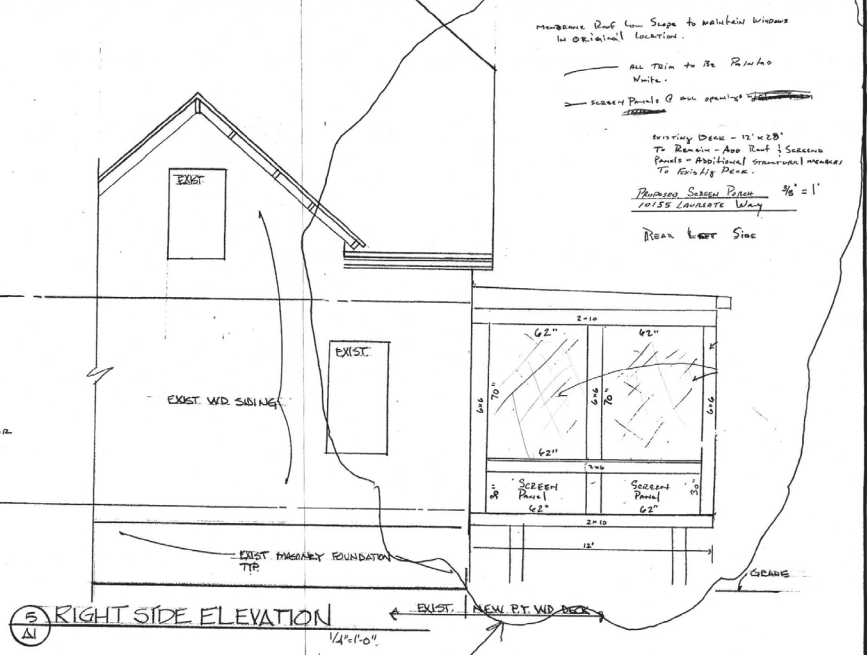 MEMBRANE ROOF LOW SLOPE TO MAINTAIN WINDOWS
IN ORIGINAL LOCATION.
ALL TRIM TO BE PAINTED
WHITE.
SCREEN PANELS @ ALL OPENINGS
EXISTING DECK - 12' x 28'
TO REMAIN - ADD ROOF & SCREEN
PANELS - ADDITIONAL STRUCTURAL MEMBERS
TO EXISTING DECK.
PROPOSED SCREEN PORCH 3/8" = 1'
10155 LAUREATE WAY
REAR LEFT SIDE
EXIST.
2x10
62" 62"
EXIST.
70" 70"
6x6 6x6 6x6
EXIST. WD. SIDING
62"
2x6
30" SCREEN PANEL 62"
SCREEN PANEL 62" 30"
2x10
12'
EXIST. MASONRY FOUNDATION
TYP.
GRADE
EXIST. NEW P.T. WD. DECK
5
A1
RIGHT SIDE ELEVATION
1/4"=1'-0"